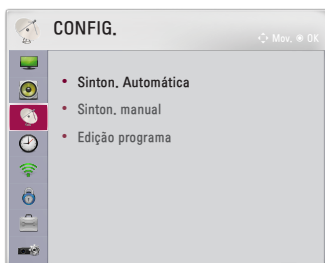 CONFIG.
Mov. OK
• Sinton. Automática
• Sinton. manual
• Edição programa